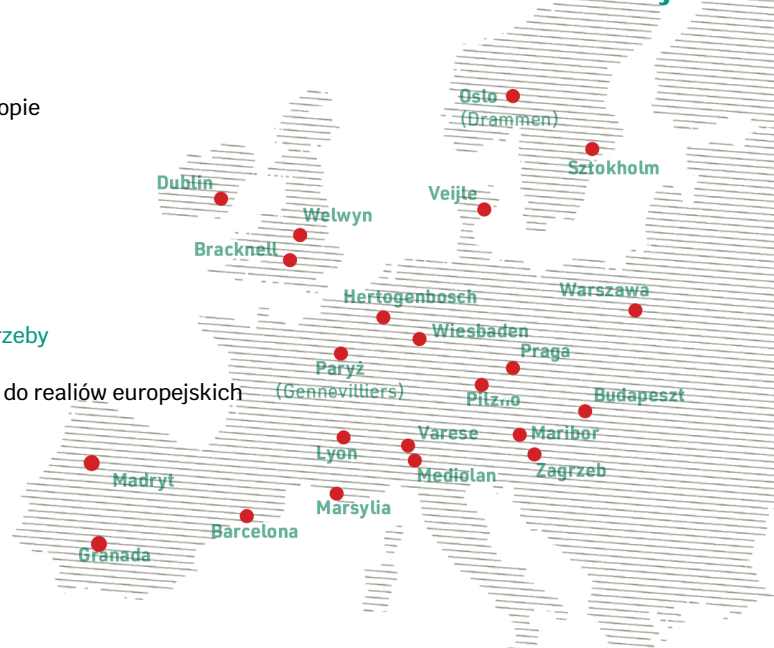 opie
Oslo
(Drammen)
Sztokholm
Dublin
Veijle
Welwyn
Bracknell
Hertogenbosch
Warszawa
rzeby
Wiesbaden
Praga
Paryż
(Gennevilliers)
do realiów europejskich
Pilzno
Budapeszt
Varese
Maribor
Lyon
Mediolan
Zagrzeb
Madryt
Marsylia
Barcelona
Granada